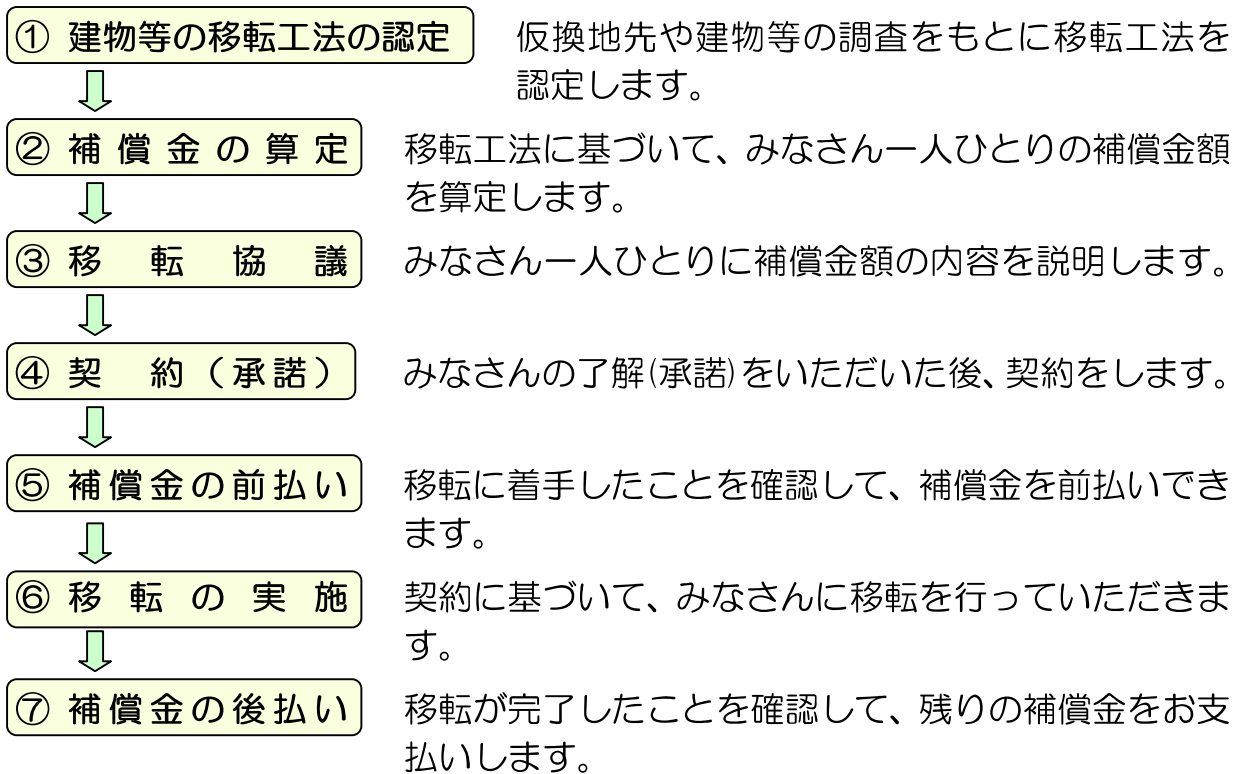 ① 建物等の移転工法の認定
仮換地先や建物等の調査をもとに移転工法を
認定します。
② 補償金の算定
移転工法に基づいて、みなさん一人ひとりの補償金額
を算定します。
③ 移転協議
みなさん一人ひとりに補償金額の内容を説明します。
④ 契約（承諾）
みなさんの了解(承諾)をいただいた後、契約をします。
⑤ 補償金の前払い
移転に着手したことを確認して、補償金を前払いでき
ます。
⑥ 移転の実施
契約に基づいて、みなさんに移転を行っていただきま
す。
⑦ 補償金の後払い
移転が完了したことを確認して、残りの補償金をお支
払いします。